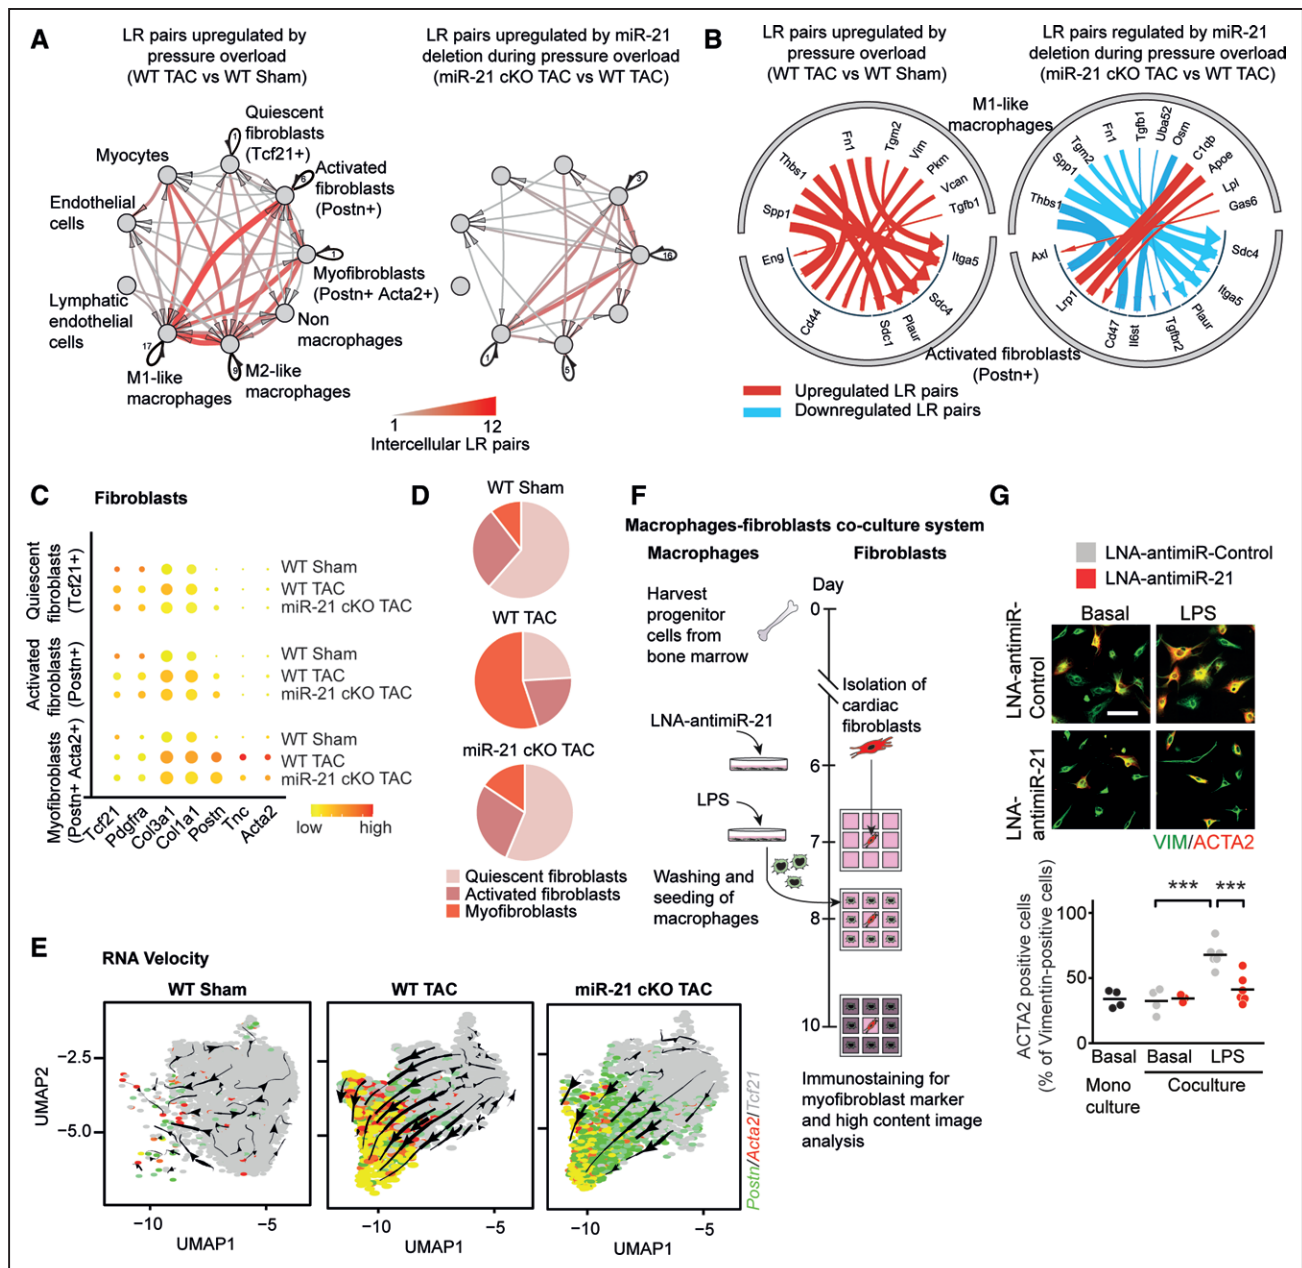 A
LR pairs upregulated by
pressure overload
(WT TAC vs WT Sham)
LR pairs upregulated by miR-21
deletion during pressure overload
(miR-21 cKO TAC vs WT TAC)
Quiescent
fibroblasts
(Tcf21+)
Myocytes
Activated
fibroblasts
(Postn+)
Endothelial
cells
Myofibroblasts
(Postn+ Acta2+)
Lymphatic
endothelial
cells
Non
macrophages
M1-like
macrophages
M2-like
macrophages
1
6
1
9
17
3
16
5
1
1
12
Intercellular LR pairs
B
LR pairs upregulated by
pressure overload
(WT TAC vs WT Sham)
LR pairs regulated by miR-21
deletion during pressure overload
(miR-21 cKO TAC vs WT TAC)
M1-like
macrophages
Spp1
Thbs1
Fn1
Tgm2
Vim
Pkm
Vcan
Tgfb1
Eng
Cd44
Sdc1
Plaur
Sdc4
Itga5
Thbs1
Spp1
Tgm2
Fn1
Tgfb1
Uba52
Osm
C1qb
Apoe
Lpl
Gas6
Axl
Lrp1
Cd47
Il6st
Tgfbr2
Plaur
Itga5
Sdc4
Activated fibroblasts
(Postn+)
Upregulated LR pairs
Downregulated LR pairs
C
Fibroblasts
Quiescent
fibroblasts
(Tcf21+)
WT Sham
WT TAC
miR-21 cKO TAC
Activated
fibroblasts
(Postn+)
WT Sham
WT TAC
miR-21 cKO TAC
Myofibroblasts
(Postn+ Acta2+)
WT Sham
WT TAC
miR-21 cKO TAC
Tcf21
Pdgfra
Col3a1
Col1a1
Postn
Tnc
Acta2
low
high
D
WT Sham
WT TAC
miR-21 cKO TAC
Quiescent fibroblasts
Activated fibroblasts
Myofibroblasts
E
RNA Velocity
WT Sham
WT TAC
miR-21 cKO TAC
UMAP2
−2.5
−5.0
−10
−5
−10
−5
−10
−5
UMAP1
UMAP1
UMAP1
Postn/Acta2/Tcf21
F
Macrophages-fibroblasts co-culture system
Macrophages
Fibroblasts
Day
Harvest
progenitor
cells from
bone marrow
0
Isolation of
cardiac
fibroblasts
LNA-antimiR-21
6
LPS
7
Washing and
seeding of
macrophages
8
10
Immunostaining for
myofibroblast marker
and high content image
analysis
G
LNA-antimiR-Control
LNA-antimiR-21
Basal
LPS
LNA-antimiR-
Control
LNA-
antimiR-21
VIM/ACTA2
ACTA2 positive cells
(% of Vimentin-positive cells)
***
***
100
50
0
Basal
Basal
LPS
Mono
culture
Coculture